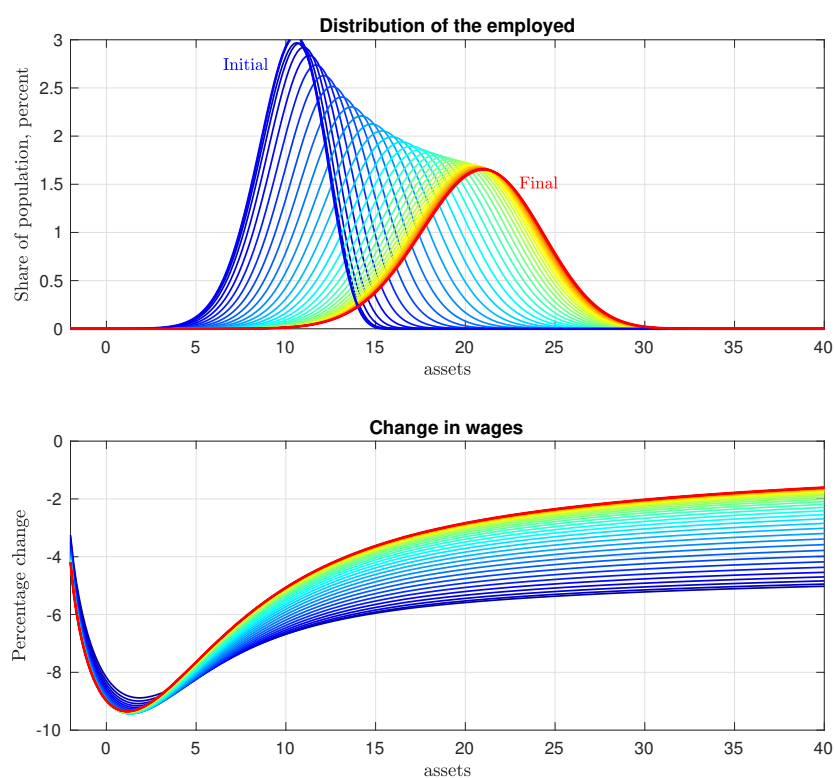 Distribution of the employed
3
2.5
2
1.5
1
0.5
0
Share of population, percent
Initial
Final
0 5 10 15 20 25 30 35 40
assets
Change in wages
0
-2
-4
-6
-8
-10
Percentage change
0 5 10 15 20 25 30 35 40
assets